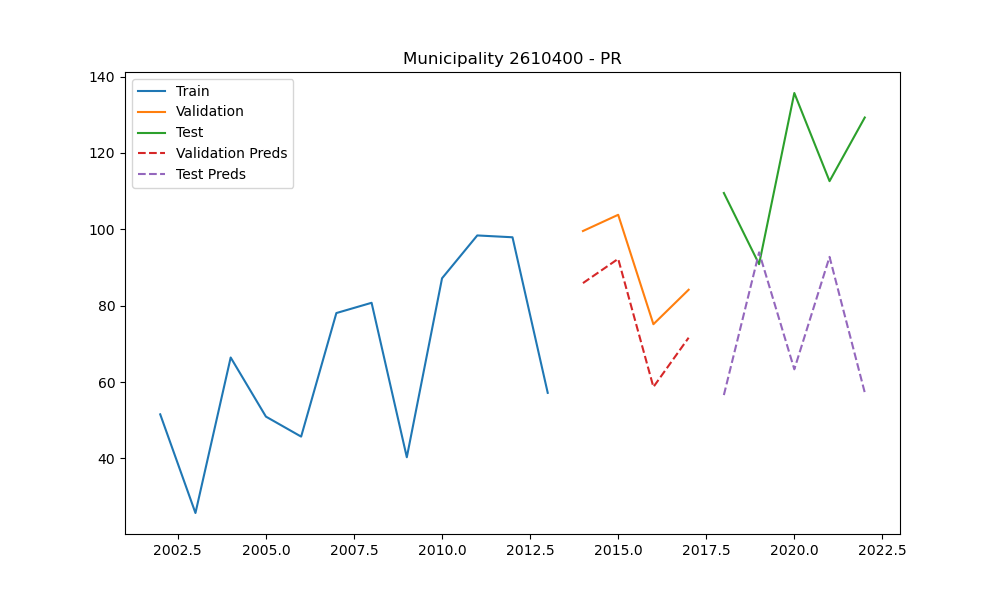 Municipality 2610400 - PR
140
120
100
80
60
40
Train
Validation
Test
Validation Preds
Test Preds
2002.5 2005.0 2007.5 2010.0 2012.5 2015.0 2017.5 2020.0 2022.5